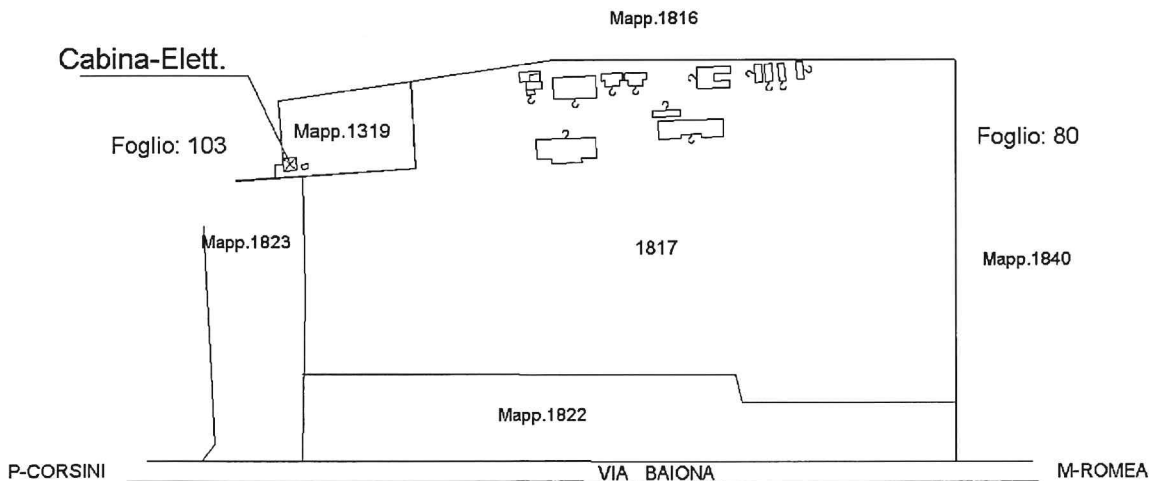 Mapp.1816
Cabina-Elett.
Mapp.1319
Foglio: 103
Foglio: 80
Mapp.1823
1817
Mapp.1840
Mapp.1822
P-CORSINI
VIA BAIONA
M-ROMEA